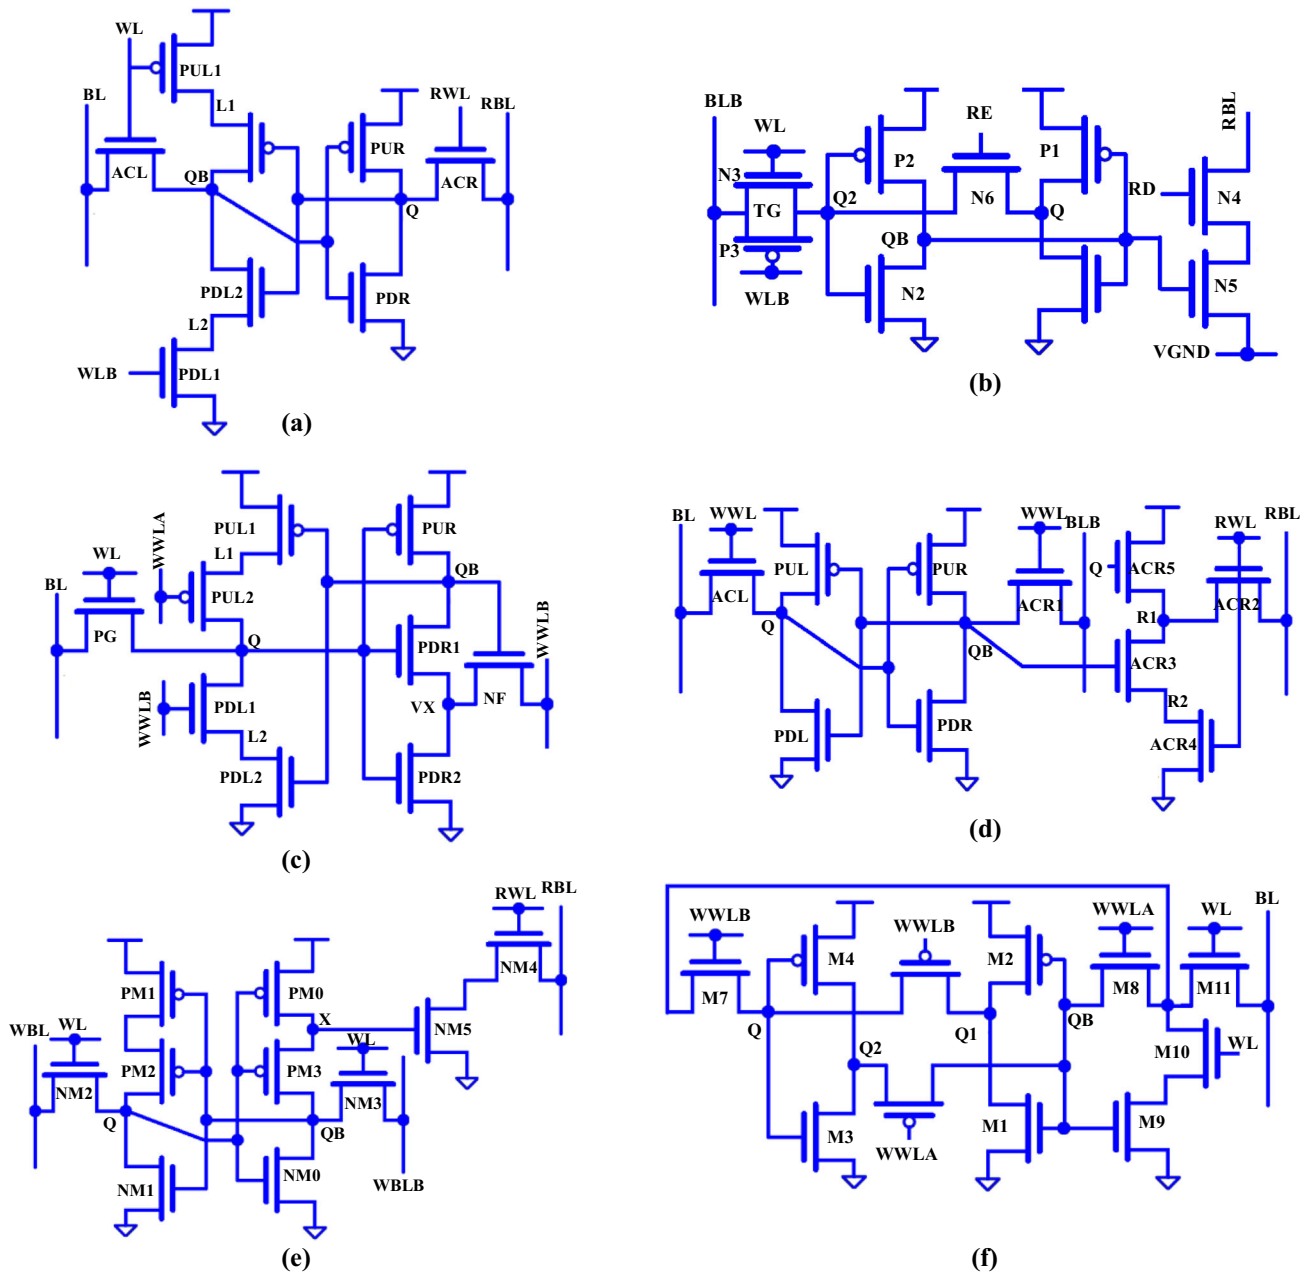 WL
PUL1
BL
L1
RWL
RBL
PUR
ACL
QB
ACR
Q
PDL2
PDR
L2
WLB
PDL1
(a)
BLB
WL
RE
RBL
P2
P1
N3
RD
N4
TG
Q2
N6
Q
QB
P3
WLB
N2
N5
VGND
(b)
PUL1
PUR
WWLA
WL
L1
BL
QB
PUL2
PG
PDR1
Q
WWLB
WWLB
PDL1
VX
NF
L2
PDL2
PDR2
(c)
BL
WWL
WWL
BLB
RWL
RBL
PUL
PUR
Q
ACR5
ACL
ACR1
ACR2
Q
R1
QB
ACR3
R2
PDL
PDR
ACR4
(d)
RWL
RBL
NM4
PM1
PM0
X
WBL
WL
NM5
WL
PM2
PM3
NM2
NM3
Q
QB
NM1
NM0
WBLB
(e)
WWLB
WWLB
WWLA
WL
BL
M4
M2
M7
M8
M11
Q
Q1
QB
Q2
M10
WL
M3
M1
M9
WWLA
(f)